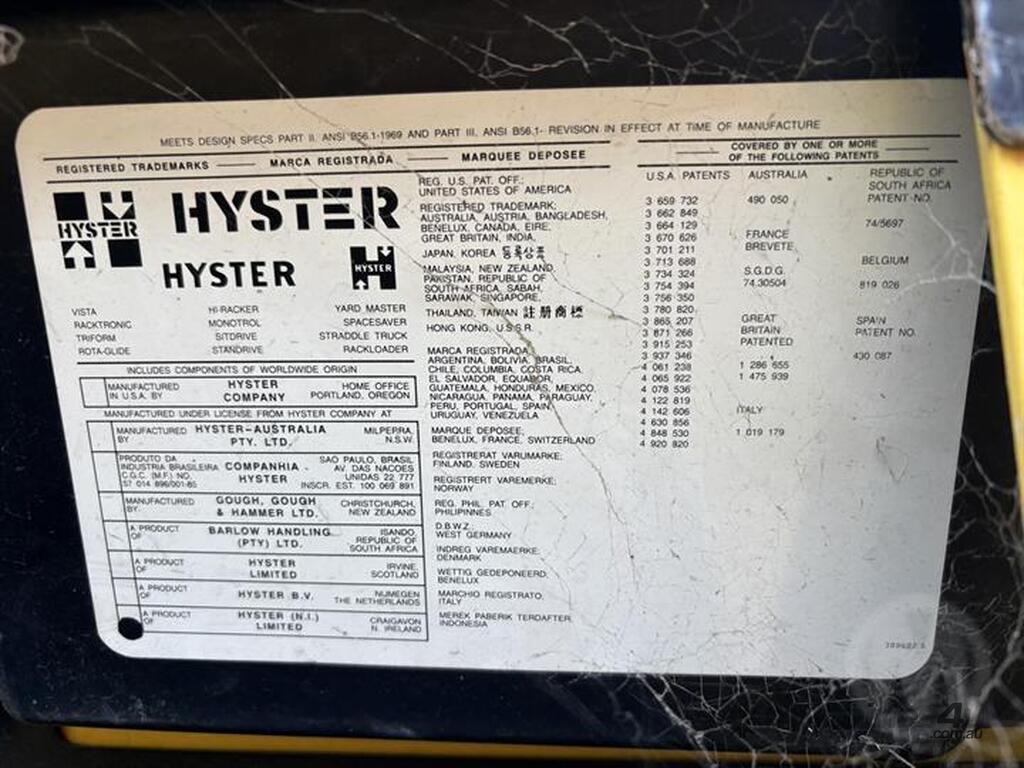 MEETS DESIGN SPECS PART II. ANSI B56.1-1969 AND PART III. ANSI B56.1- REVISION IN EFFECT AT TIME OF MANUFACTURE
REGISTERED TRADEMARKS MARCA REGISTRADA MARQUEE DEPOSEE
HYSTER
HYSTER
HYSTER
HYSTER
VISTA HI-RACKER YARD MASTER
RACKTRONIC MONOTROL SPACESAVER
TRIFORM SITDRIVE STRADDLE TRUCK
ROTA-GLIDE STANDRIVE RACKLOADER
INCLUDES COMPONENTS OF WORLDWIDE ORIGIN
MANUFACTURED IN U.S.A. BY
HYSTER COMPANY
HOME OFFICE PORTLAND, OREGON
MANUFACTURED UNDER LICENSE FROM HYSTER COMPANY AT
MANUFACTURED BY
HYSTER-AUSTRALIA PTY. LTD.
MILPERRA, N.S.W.
PRODUTO DA
INDUSTRIA BRASILEIRA
C.G.C. (M.F.) NO.
57 014 896/001-85
COMPANHIA HYSTER
SAO PAULO, BRASIL
AV. DAS NACOES
UNIDAS 22 777
INSCR. EST. 100 069 891
MANUFACTURED BY
GOUGH, GOUGH & HAMMER LTD.
CHRISTCHURCH, NEW ZEALAND
A PRODUCT OF
BARLOW HANDLING (PTY) LTD.
ISANDO, REPUBLIC OF SOUTH AFRICA
A PRODUCT OF
HYSTER LIMITED
IRVINE, SCOTLAND
A PRODUCT OF
HYSTER B.V.
NIJMEGEN THE NETHERLANDS
A PRODUCT OF
HYSTER (N.I.) LIMITED
CRAIGAVON N. IRELAND
REG. U.S. PAT. OFF.;
UNITED STATES OF AMERICA
REGISTERED TRADEMARK;
AUSTRALIA, AUSTRIA, BANGLADESH,
BENELUX, CANADA, EIRE,
GREAT BRITAIN, INDIA,
JAPAN, KOREA 등록상표
MALAYSIA, NEW ZEALAND,
PAKISTAN, REPUBLIC OF
SOUTH AFRICA, SABAH,
SARAWAK, SINGAPORE,
THAILAND, TAIWAN 註册商標
HONG KONG, U.S.S.R.
MARCA REGISTRADA
ARGENTINA, BOLIVIA, BRASIL,
CHILE, COLUMBIA, COSTA RICA,
EL SALVADOR, EQUADOR,
GUATEMALA, HONDURAS, MEXICO,
NICARAGUA, PANAMA, PARAGUAY,
PERU, PORTUGAL, SPAIN,
URUGUAY, VENEZUELA
MARQUE DEPOSEE;
BENELUX, FRANCE, SWITZERLAND
REGISTRERAT VARUMARKE;
FINLAND, SWEDEN
REGISTRERT VAREMERKE;
NORWAY
REG. PHIL. PAT. OFF.;
PHILIPINNES
D.B.W.Z.;
WEST GERMANY
INDREG VAREMAERKE;
DENMARK
WETTIG GEDEPONEERD;
BENELUX
MARCHIO REGISTRATO,
ITALY
MEREK PABERIK TERDAFTER,
INDONESIA
COVERED BY ONE OR MORE
OF THE FOLLOWING PATENTS
U.S.A. PATENTS
3 659 732
3 662 849
3 664 129
3 670 626
3 701 211
3 713 688
3 734 324
3 754 394
3 756 350
3 780 820
3 865 207
3 871 266
3 915 253
3 937 346
4 061 238
4 065 922
4 078 536
4 122 819
4 142 606
4 630 856
4 848 530
4 920 820
AUSTRALIA
490 050
FRANCE
BREVETE
S.G.D.G.
74.30504
GREAT
BRITAIN
PATENTED
1 286 655
1 475 939
ITALY
1 019 179
REPUBLIC OF
SOUTH AFRICA
PATENT NO.
74/5697
BELGIUM
819 026
SPAIN
PATENT NO.
430 087
4
.com.au